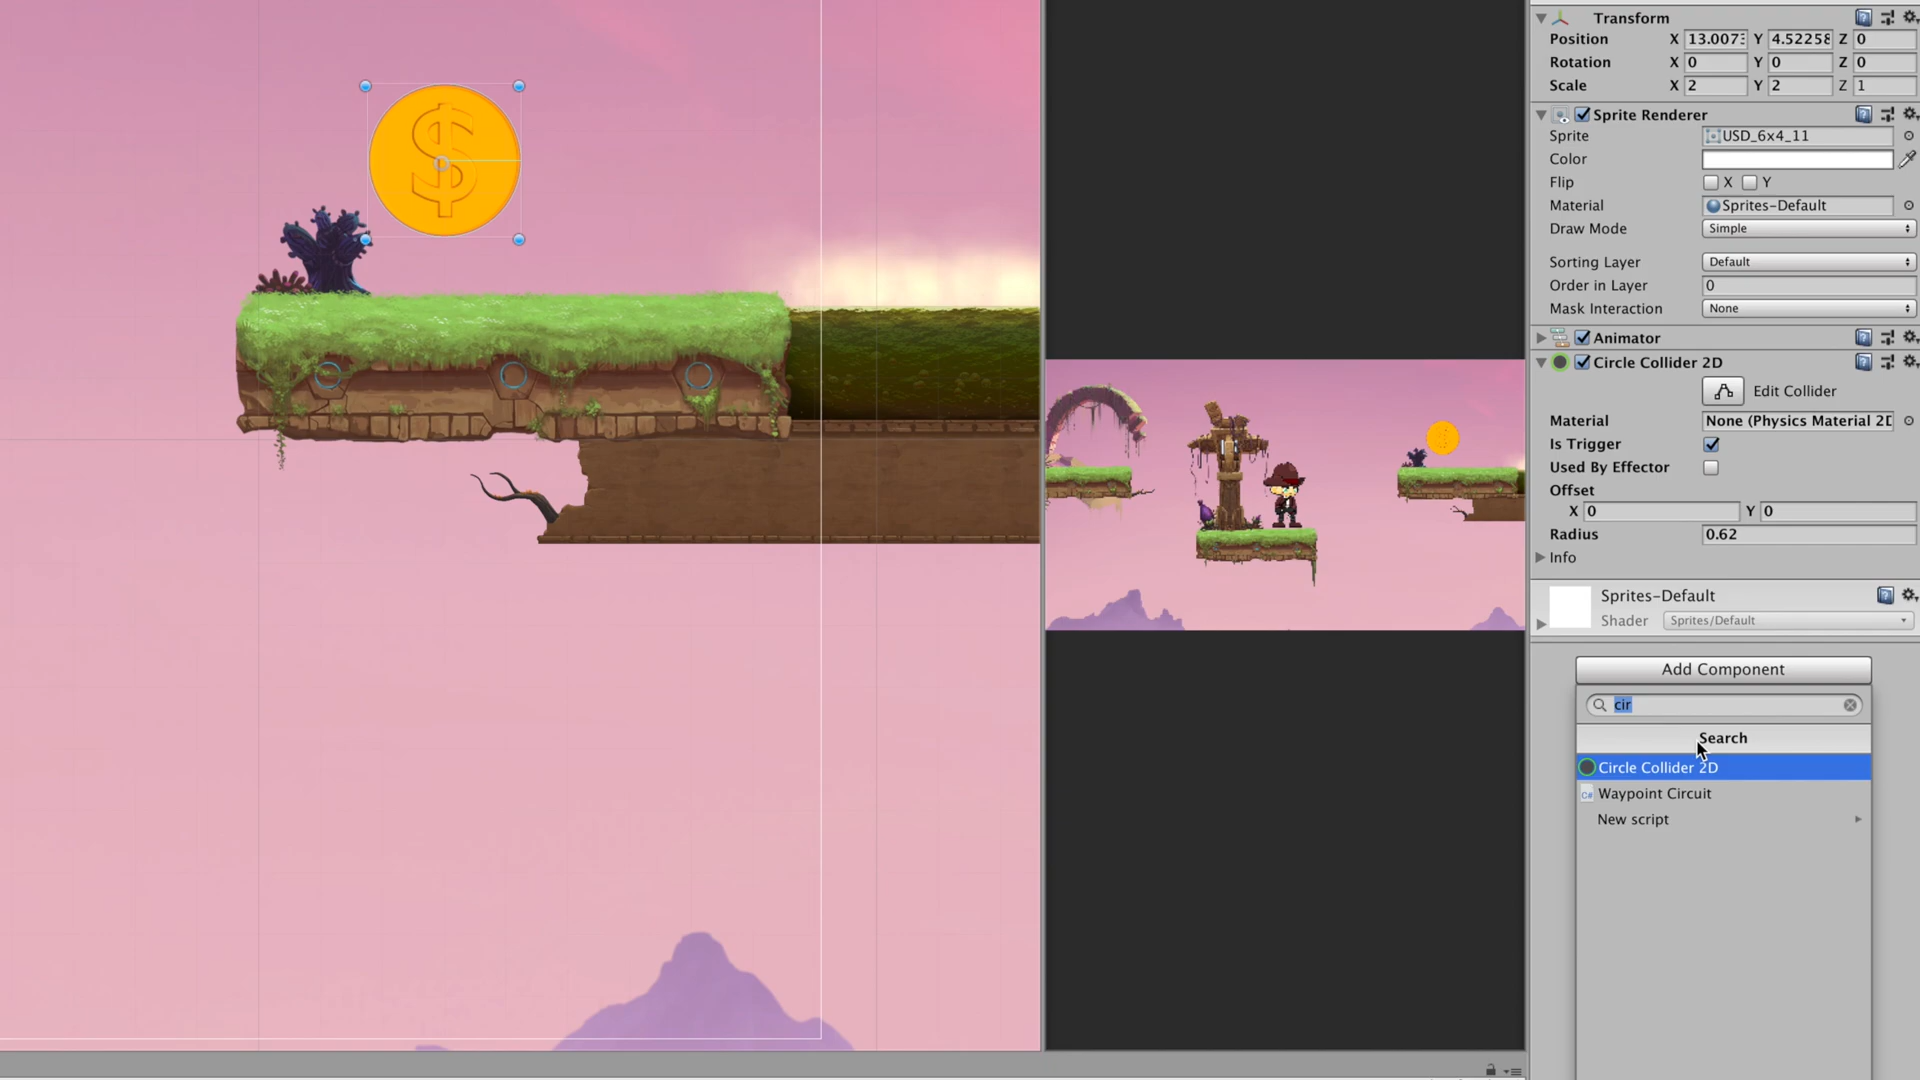 Transform
Position X 13.0073 Y 4.52258 Z 0
Rotation X 0 Y 0 Z 0
Scale X 2 Y 2 Z 1
Sprite Renderer
Sprite USD_6x4_11
Color
Flip X Y
Material Sprites-Default
Draw Mode Simple
Sorting Layer Default
Order in Layer 0
Mask Interaction None
Animator
Circle Collider 2D
Edit Collider
Material None (Physics Material 2D
Is Trigger
Used By Effector
Offset
X 0 Y 0
Radius 0.62
Info
Sprites-Default
Shader Sprites/Default
Add Component
cir
Search
Circle Collider 2D
C# Waypoint Circuit
New script